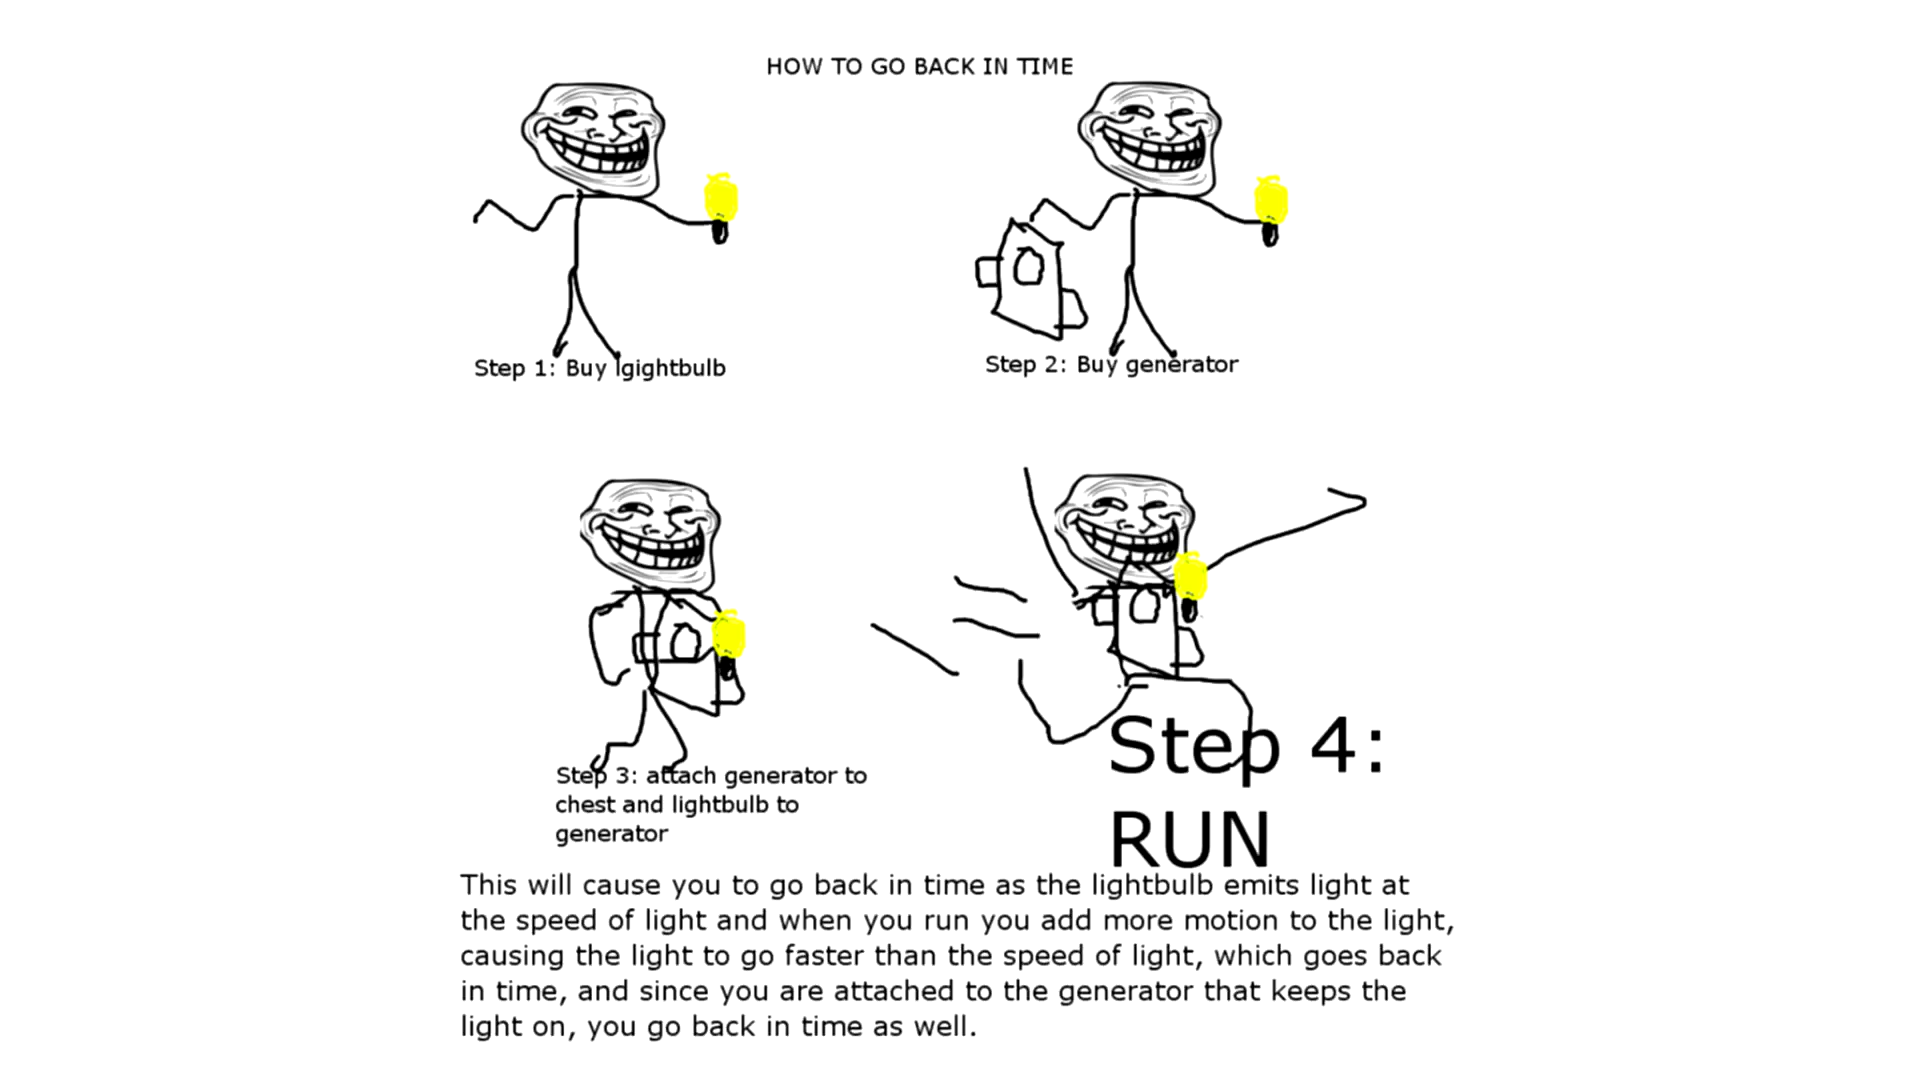 HOW TO GO BACK IN TIME
Step 1: Buy lgightbulb
Step 2: Buy generator
Step 3: attach generator to
chest and lightbulb to
generator
Step 4:
RUN
This will cause you to go back in time as the lightbulb emits light at
the speed of light and when you run you add more motion to the light,
causing the light to go faster than the speed of light, which goes back
in time, and since you are attached to the generator that keeps the
light on, you go back in time as well.